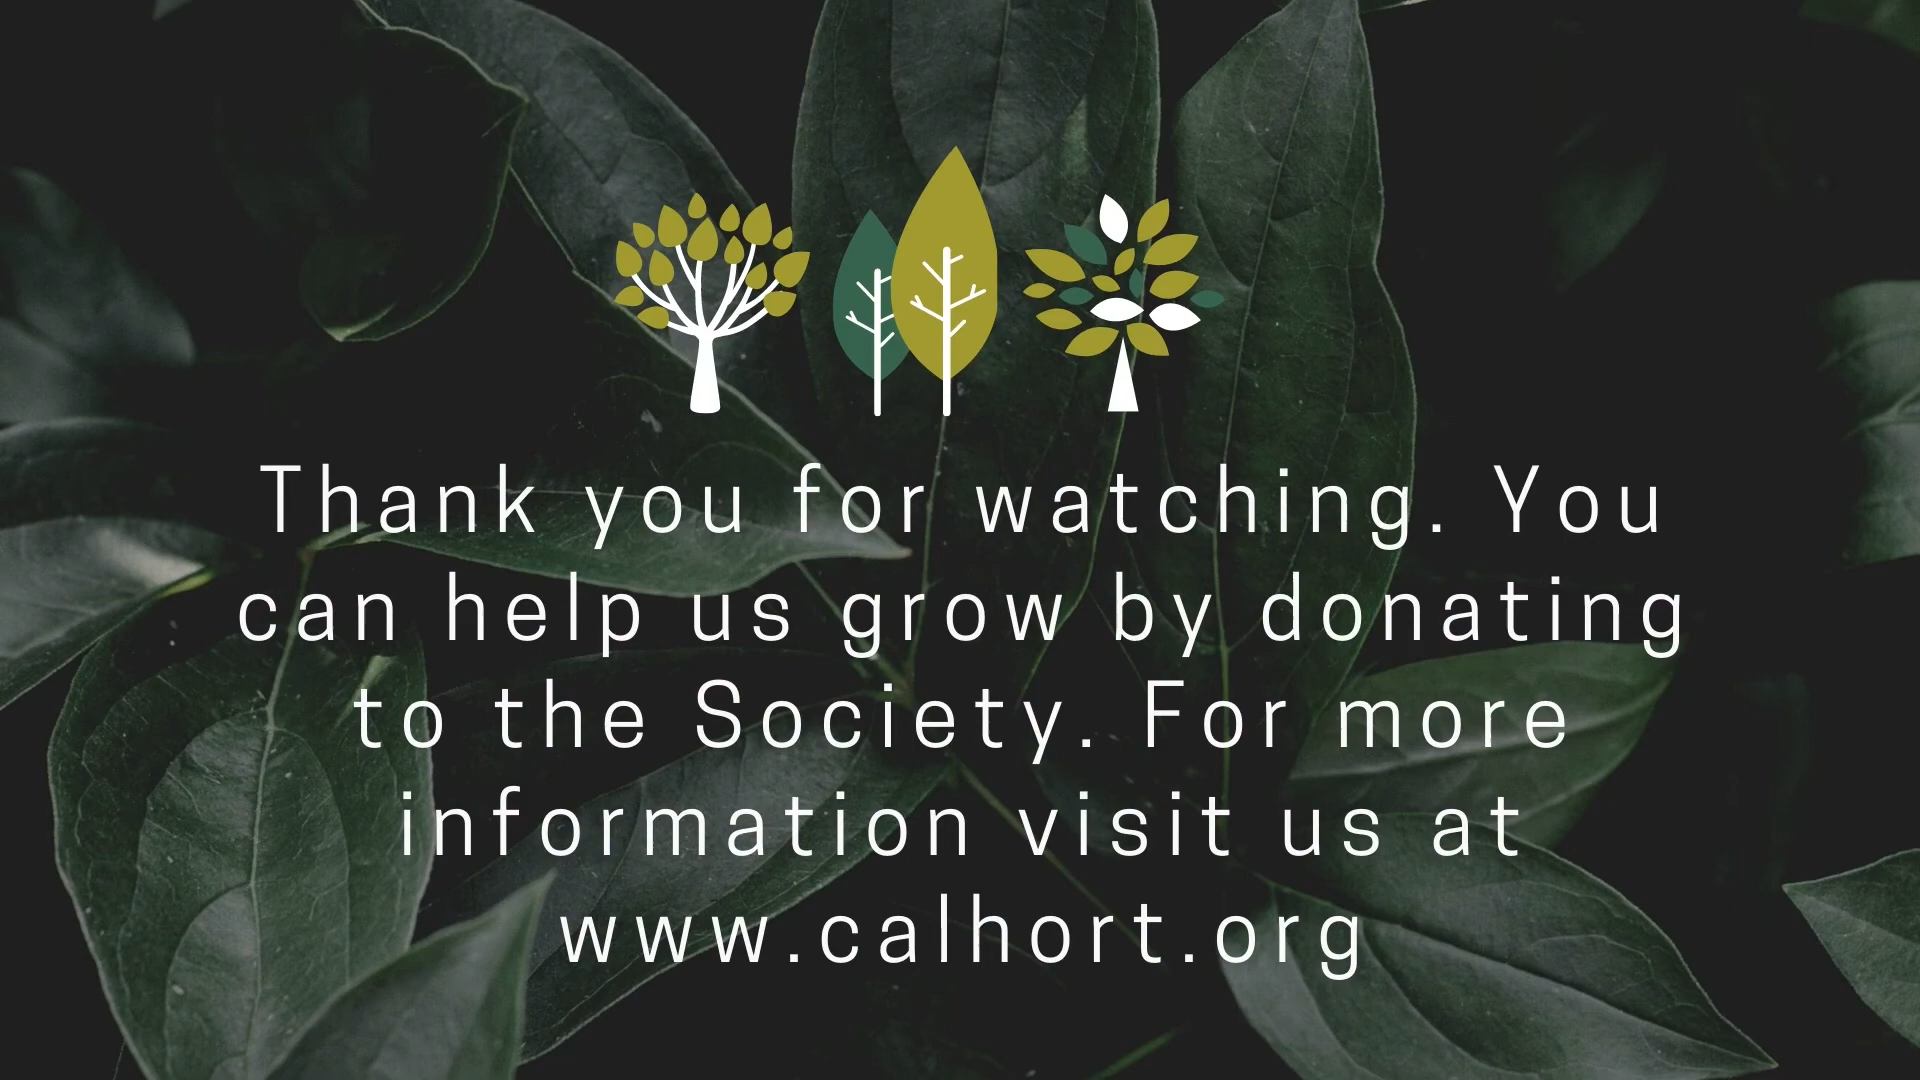 Thank you for watching. You
can help us grow by donating
to the Society. For more
information visit us at
www.calhort.org